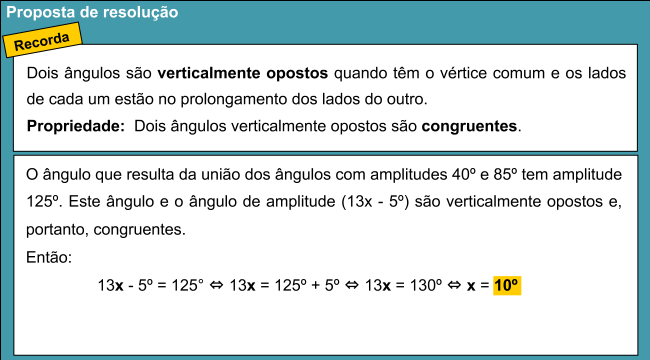 Proposta de resolução
Recorda
Dois ângulos são verticalmente opostos quando têm o vértice comum e os lados
de cada um estão no prolongamento dos lados do outro.
Propriedade: Dois ângulos verticalmente opostos são congruentes.
O ângulo que resulta da união dos ângulos com amplitudes 40º e 85º tem amplitude
125º. Este ângulo e o ângulo de amplitude (13x - 5º) são verticalmente opostos e,
portanto, congruentes.
Então:
13x - 5º = 125° ⇔ 13x = 125º + 5º ⇔ 13x = 130º ⇔ x = 10º